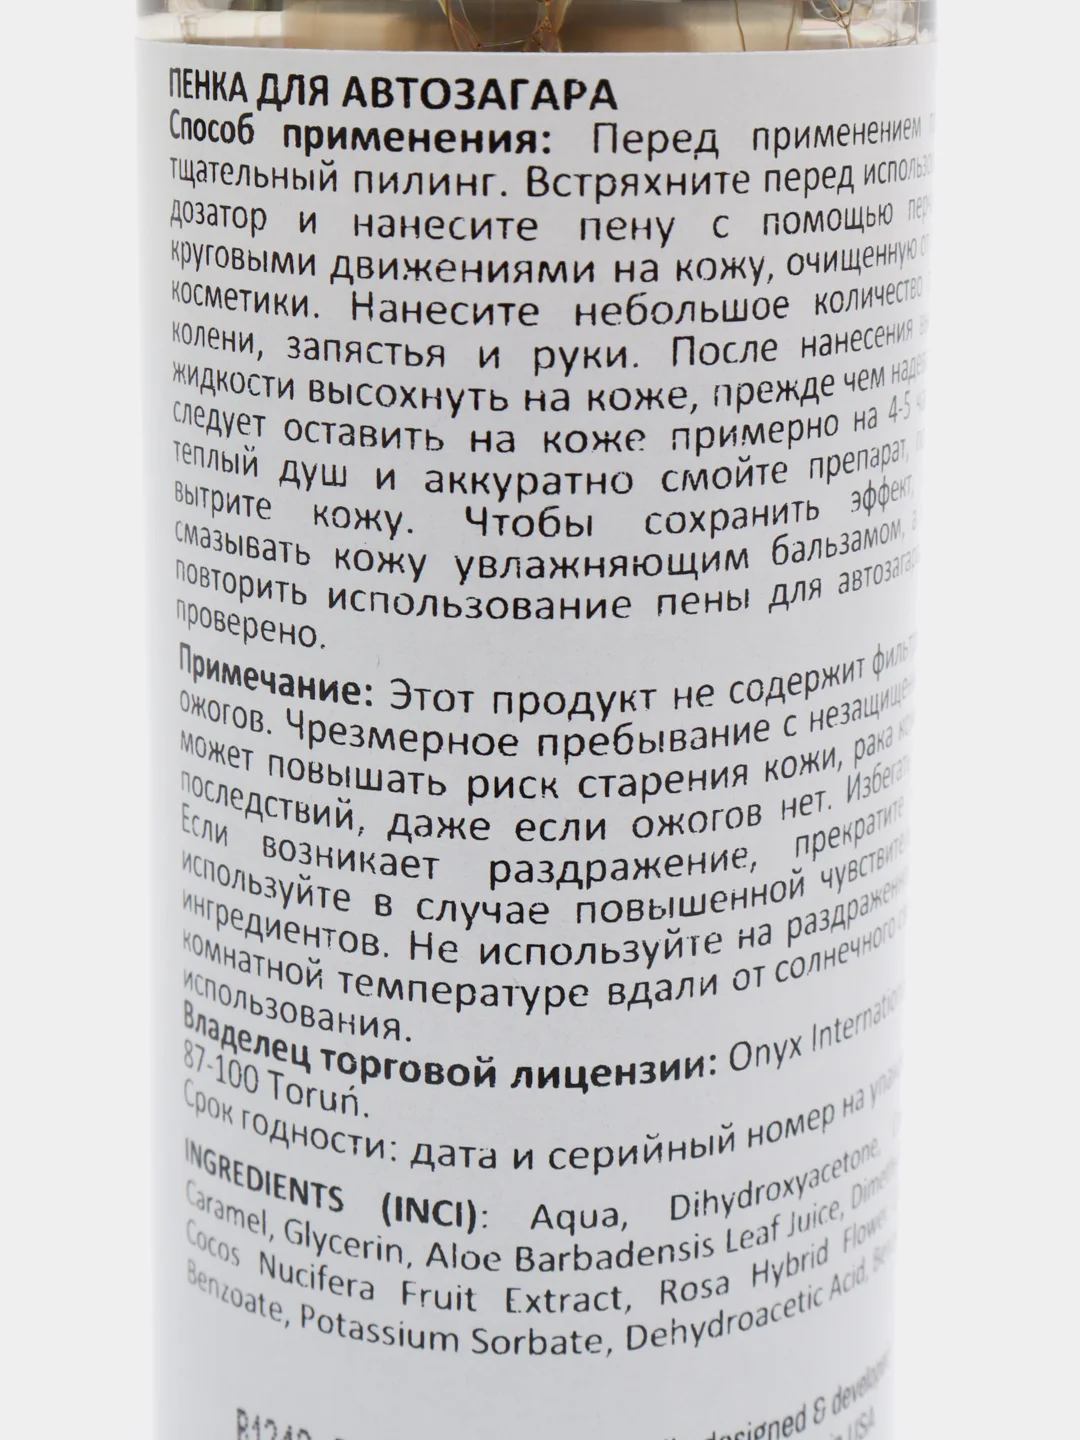 ПЕНКА ДЛЯ АВТОЗАГАРА
Способ применения: Перед применением
тщательный пилинг. Встряхните перед
дозатор и нанесите пену с помощью
круговыми движениями на кожу, очищенную
косметики. Нанесите небольшое количество
колени, запястья и руки. После нанесения
жидкости высохнуть на коже, прежде чем
следует оставить на коже примерно на 4-5
теплый душ и аккуратно смойте препарат,
вытрите кожу. Чтобы сохранить эффект,
смазывать кожу увлажняющим бальзамом,
повторить использование пены для
проверено.
Примечание: Этот продукт не содержит
ожогов. Чрезмерное пребывание с
может повышать риск старения кожи, рака
последствий, даже если ожогов нет.
Если возникает раздражение, прекратите
используйте в случае повышенной
ингредиентов. Не используйте на
комнатной температуре вдали от солнечного
использования.
Владелец торговой лицензии: Onyx
87-100 Toruń.
Срок годности: дата и серийный номер на
INGREDIENTS (INCI): Aqua, Dihydroxyacetone,
Caramel, Glycerin, Aloe Barbadensis Leaf Juice,
Cocos Nucifera Fruit Extract, Rosa Hybrid
Benzoate, Potassium Sorbate, Dehydroacetic Acid,
designed &
USA